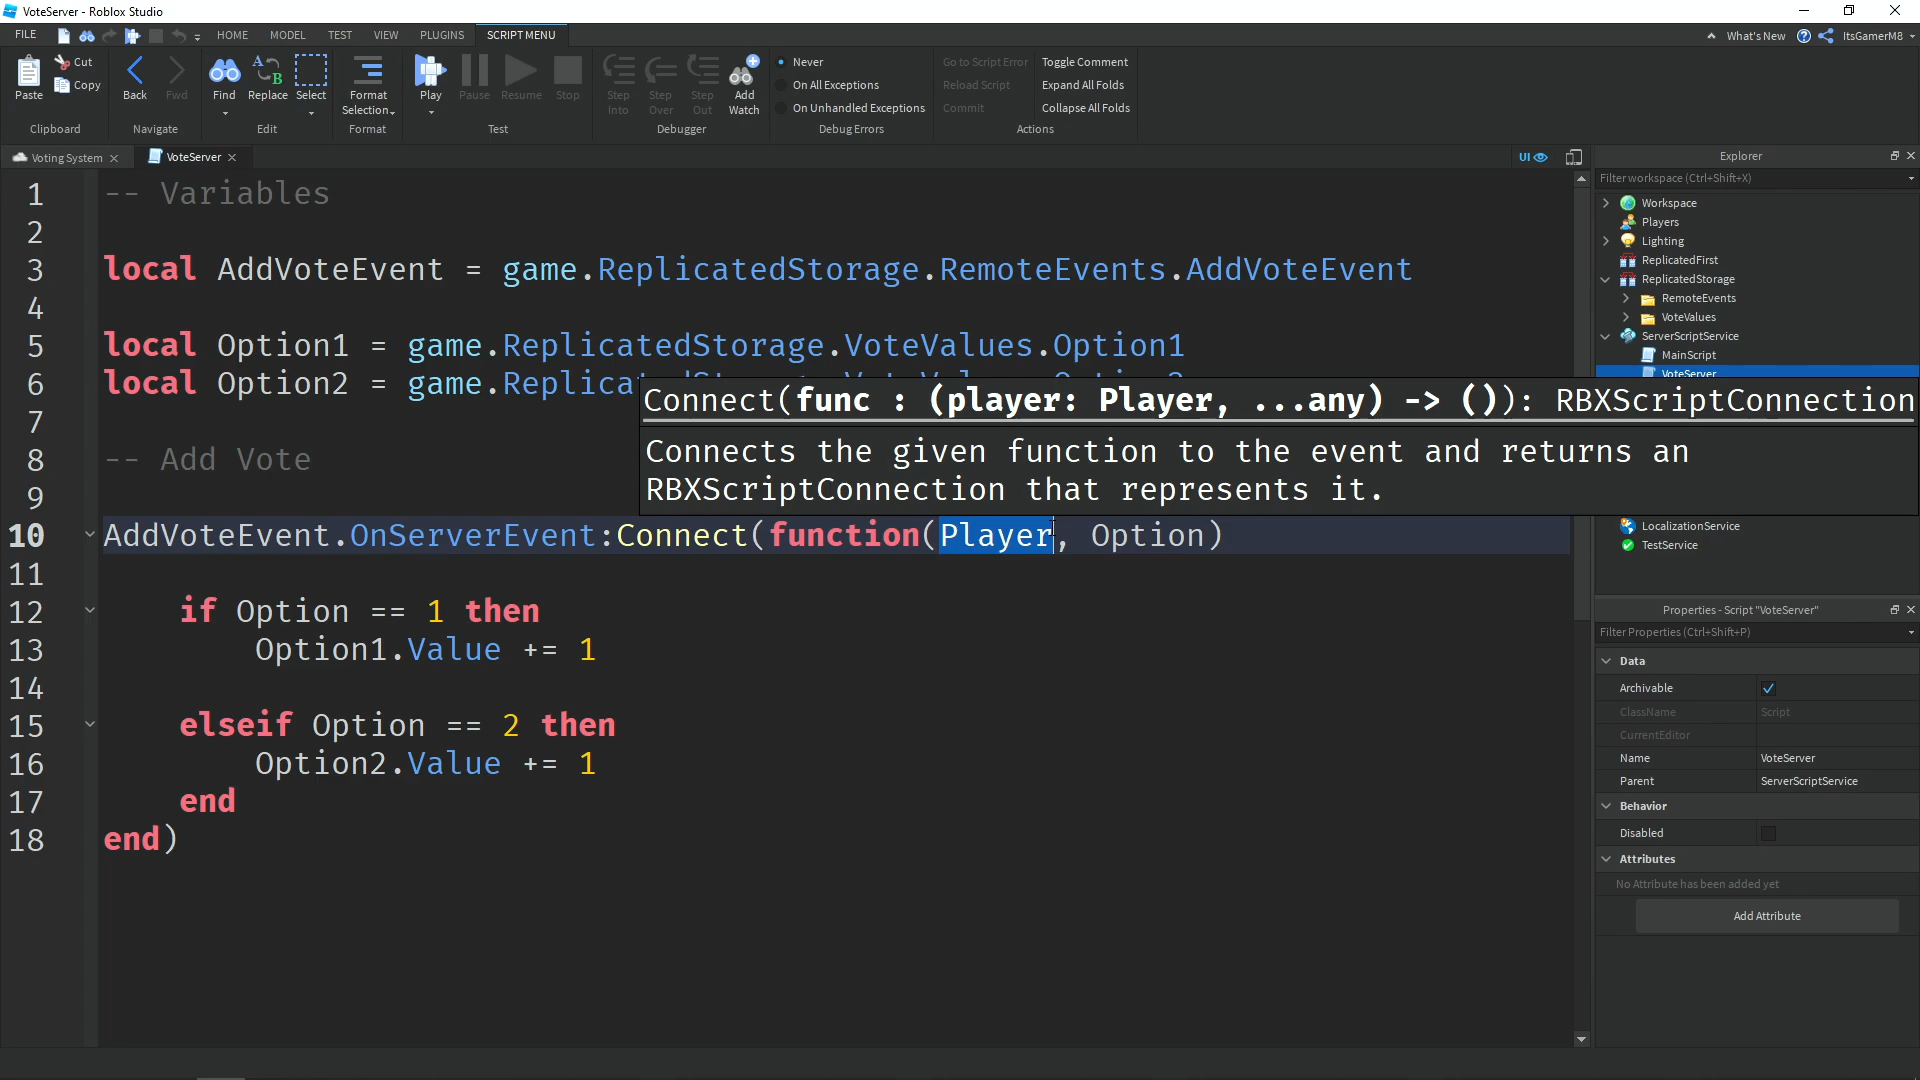 VoteServer - Roblox Studio
FILE HOME MODEL TEST VIEW PLUGINS SCRIPT MENU What's New ItsGamerM8
Paste Cut Copy
Clipboard
Back Fwd
Navigate
Find Replace Select
Edit
Format Selection
Format
Play Pause Resume Stop
Test
Step Into Step Over Step Out Add Watch
Debugger
Never
On All Exceptions
On Unhandled Exceptions
Debug Errors
Go to Script Error Toggle Comment
Reload Script Expand All Folds
Commit Collapse All Folds
Actions
Voting System VoteServer UI
1 -- Variables
2
3 local AddVoteEvent = game.ReplicatedStorage.RemoteEvents.AddVoteEvent
4
5 local Option1 = game.ReplicatedStorage.VoteValues.Option1
6 local Option2 = game.Replicat
7
8 -- Add Vote
9
10 AddVoteEvent.OnServerEvent:Connect(function(Player, Option)
11
12 if Option == 1 then
13 Option1.Value += 1
14
15 elseif Option == 2 then
16 Option2.Value += 1
17 end
18 end)
Connect(func : (player: Player, ...any) -> ()): RBXScriptConnection
Connects the given function to the event and returns an
RBXScriptConnection that represents it.
Explorer
Filter workspace (Ctrl+Shift+X)
Workspace
Players
Lighting
ReplicatedFirst
ReplicatedStorage
RemoteEvents
VoteValues
ServerScriptService
MainScript
VoteServer
LocalizationService
TestService
Properties - Script "VoteServer"
Filter Properties (Ctrl+Shift+P)
Data
Archivable
ClassName Script
CurrentEditor
Name VoteServer
Parent ServerScriptService
Behavior
Disabled
Attributes
No Attribute has been added yet
Add Attribute